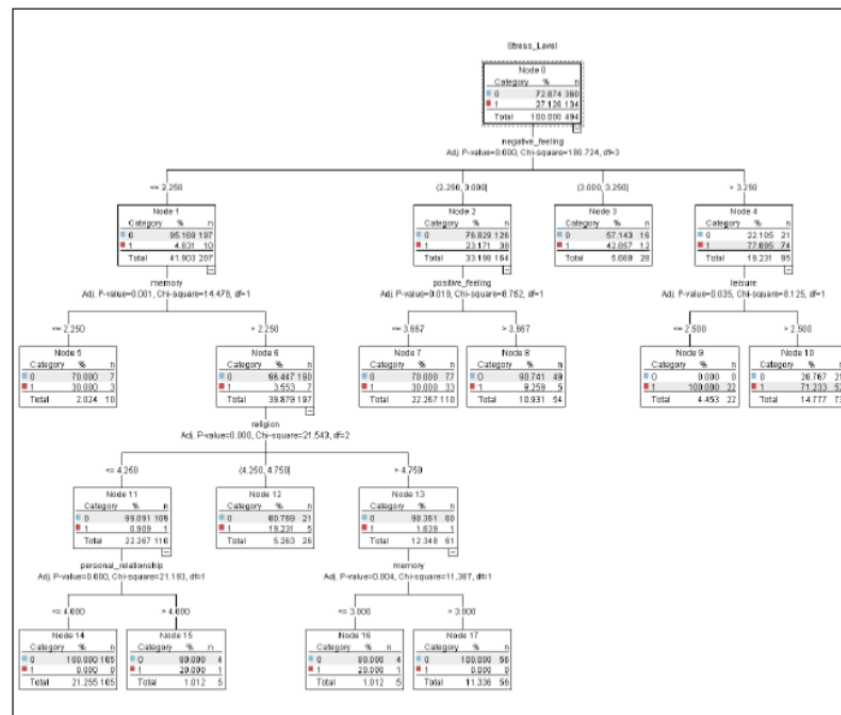 Stress_Level
Node 0
Category % n
0 72.874 360
1 27.126 134
Total 100.000 494
negative_feeling
Adj. P-value=0.000, Chi-square=180.724, df=3
<= 2.250
(2.250, 3.000]
(3.000, 3.250]
> 3.250
Node 1
Category % n
0 95.169 197
1 4.831 10
Total 41.903 207
Node 2
Category % n
0 76.829 126
1 23.171 38
Total 33.198 164
Node 3
Category % n
0 57.143 16
1 42.857 12
Total 5.668 28
Node 4
Category % n
0 22.105 21
1 77.895 74
Total 19.231 95
memory
Adj. P-value=0.001, Chi-square=14.478, df=1
positive_feeling
Adj. P-value=0.019, Chi-square=8.752, df=1
leisure
Adj. P-value=0.035, Chi-square=8.125, df=1
<= 2.250
> 2.250
<= 3.667
> 3.667
<= 2.500
> 2.500
Node 5
Category % n
0 70.000 7
1 30.000 3
Total 2.024 10
Node 6
Category % n
0 96.447 190
1 3.553 7
Total 39.879 197
Node 7
Category % n
0 70.000 77
1 30.000 33
Total 22.267 110
Node 8
Category % n
0 90.741 49
1 9.259 5
Total 10.931 54
Node 9
Category % n
0 0.000 0
1 100.000 22
Total 4.453 22
Node 10
Category % n
0 28.767 21
1 71.233 52
Total 14.777 73
religion
Adj. P-value=0.000, Chi-square=21.543, df=2
<= 4.250
(4.250, 4.750]
> 4.750
Node 11
Category % n
0 99.091 109
1 0.909 1
Total 22.267 110
Node 12
Category % n
0 80.769 21
1 19.231 5
Total 5.263 26
Node 13
Category % n
0 98.361 60
1 1.639 1
Total 12.348 61
personal_relationship
Adj. P-value=0.000, Chi-square=21.193, df=1
memory
Adj. P-value=0.004, Chi-square=11.387, df=1
<= 4.000
> 4.000
<= 3.000
> 3.000
Node 14
Category % n
0 100.000 105
1 0.000 0
Total 21.255 105
Node 15
Category % n
0 80.000 4
1 20.000 1
Total 1.012 5
Node 16
Category % n
0 80.000 4
1 20.000 1
Total 1.012 5
Node 17
Category % n
0 100.000 56
1 0.000 0
Total 11.336 56